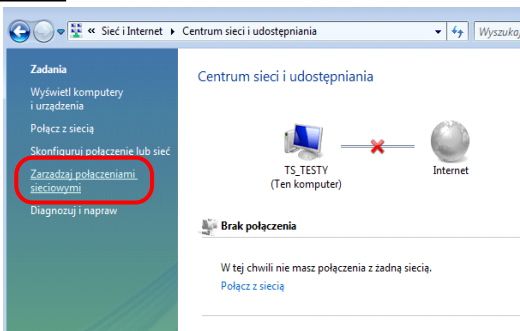 « Sieć i Internet Centrum sieci i udostępniania Wyszukaj
Zadania
Wyświetl komputery
i urządzenia
Połącz z siecią
Skonfiguruj połączenie lub sieć
Zarządzaj połączeniami
sieciowymi
Diagnozuj i napraw
Centrum sieci i udostępniania
TS_TESTY
(Ten komputer)
Internet
Brak połączenia
W tej chwili nie masz połączenia z żadną siecią.
Połącz z siecią